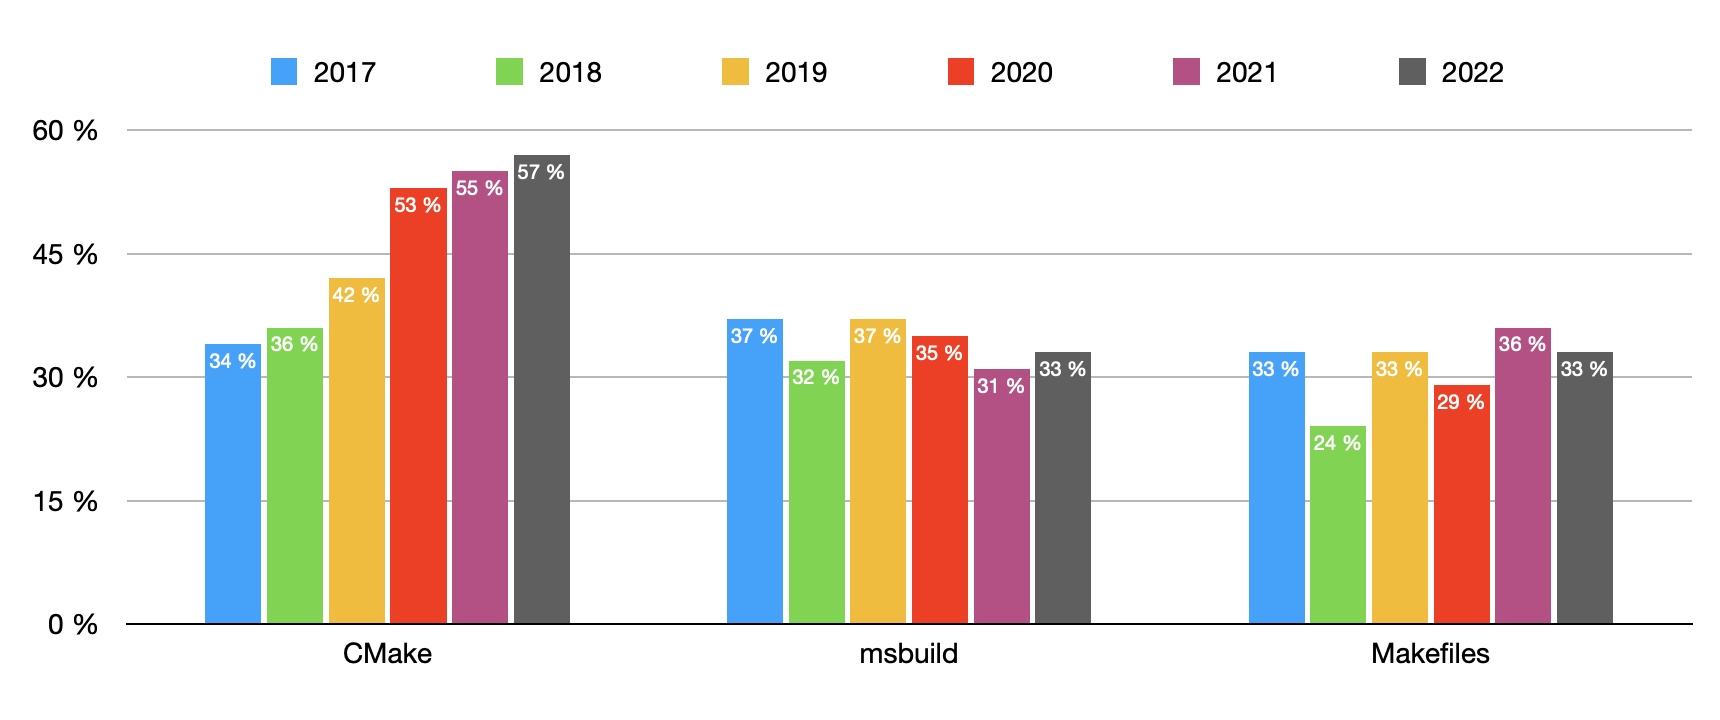 2017 2018 2019 2020 2021 2022
60 %
45 %
30 %
15 %
0 %
34 % 36 % 42 % 53 % 55 % 57 %
37 % 32 % 37 % 35 % 31 % 33 %
33 % 24 % 33 % 29 % 36 % 33 %
CMake msbuild Makefiles